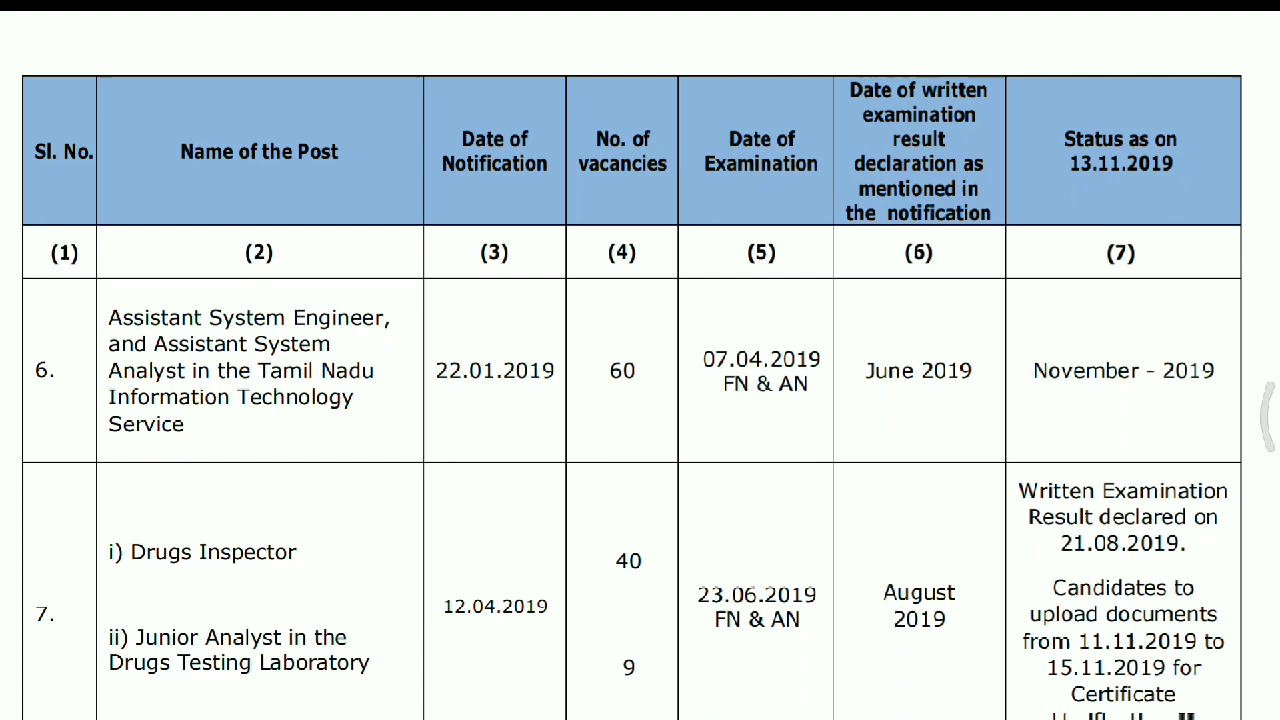 Sl. No.
Name of the Post
Date of
Notification
No. of
vacancies
Date of
Examination
Date of written
examination
result
declaration as
mentioned in
the notification
Status as on
13.11.2019
(1)
(2)
(3)
(4)
(5)
(6)
(7)
6.
Assistant System Engineer,
and Assistant System
Analyst in the Tamil Nadu
Information Technology
Service
22.01.2019
60
07.04.2019
FN & AN
June 2019
November - 2019
7.
i) Drugs Inspector
ii) Junior Analyst in the
Drugs Testing Laboratory
12.04.2019
40
9
23.06.2019
FN & AN
August
2019
Written Examination
Result declared on
21.08.2019.
Candidates to
upload documents
from 11.11.2019 to
15.11.2019 for
Certificate